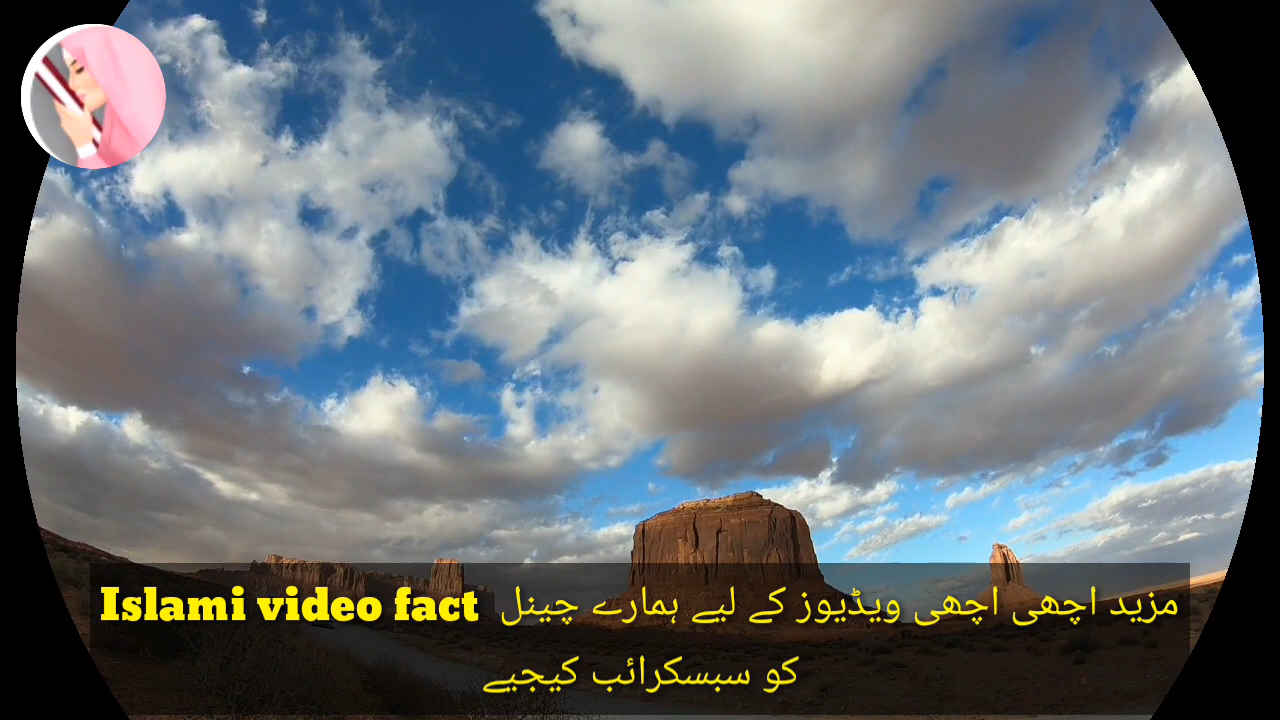 مزید اچھی اچھی ویڈیوز کے لیے ہمارے چینل Islami video fact
کو سبسکرائب کیجیے